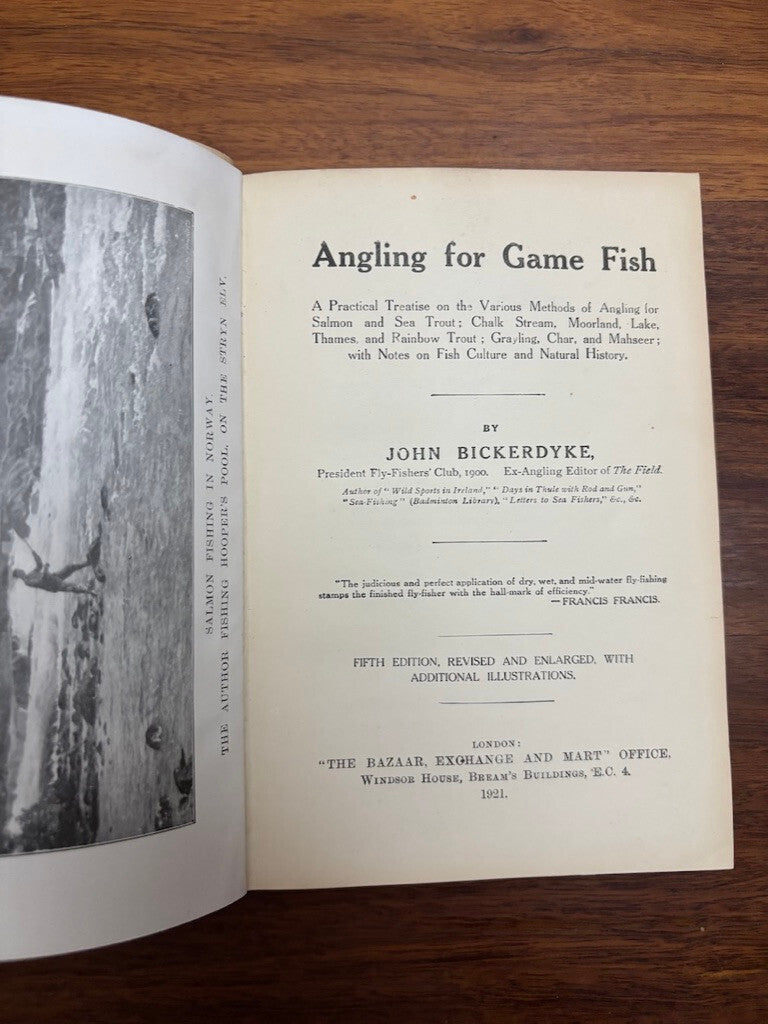 SALMON FISHING IN NORWAY.
THE AUTHOR FISHING HOOPER'S POOL, ON THE STRYN ELV.
Angling for Game Fish
A Practical Treatise on the Various Methods of Angling for
Salmon and Sea Trout; Chalk Stream, Moorland, Lake,
Thames, and Rainbow Trout; Grayling, Char, and Mahseer;
with Notes on Fish Culture and Natural History.
BY
JOHN BICKERDYKE,
President Fly-Fishers' Club, 1900. Ex-Angling Editor of The Field.
Author of "Wild Sports in Ireland," "Days in Thule with Rod and Gun,"
"Sea-Fishing" (Badminton Library), "Letters to Sea Fishers," &c., &c.
"The judicious and perfect application of dry, wet, and mid-water fly-fishing
stamps the finished fly-fisher with the hall-mark of efficiency."
—FRANCIS FRANCIS.
FIFTH EDITION, REVISED AND ENLARGED, WITH
ADDITIONAL ILLUSTRATIONS.
LONDON:
"THE BAZAAR, EXCHANGE AND MART" OFFICE,
WINDSOR HOUSE, BREAM'S BUILDINGS, E.C. 4.
1921.